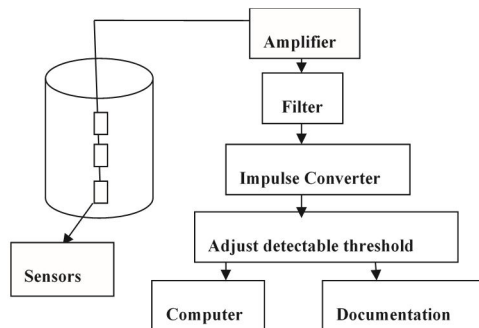 Amplifier
Filter
Impulse Converter
Adjust detectable threshold
Sensors
Computer
Documentation